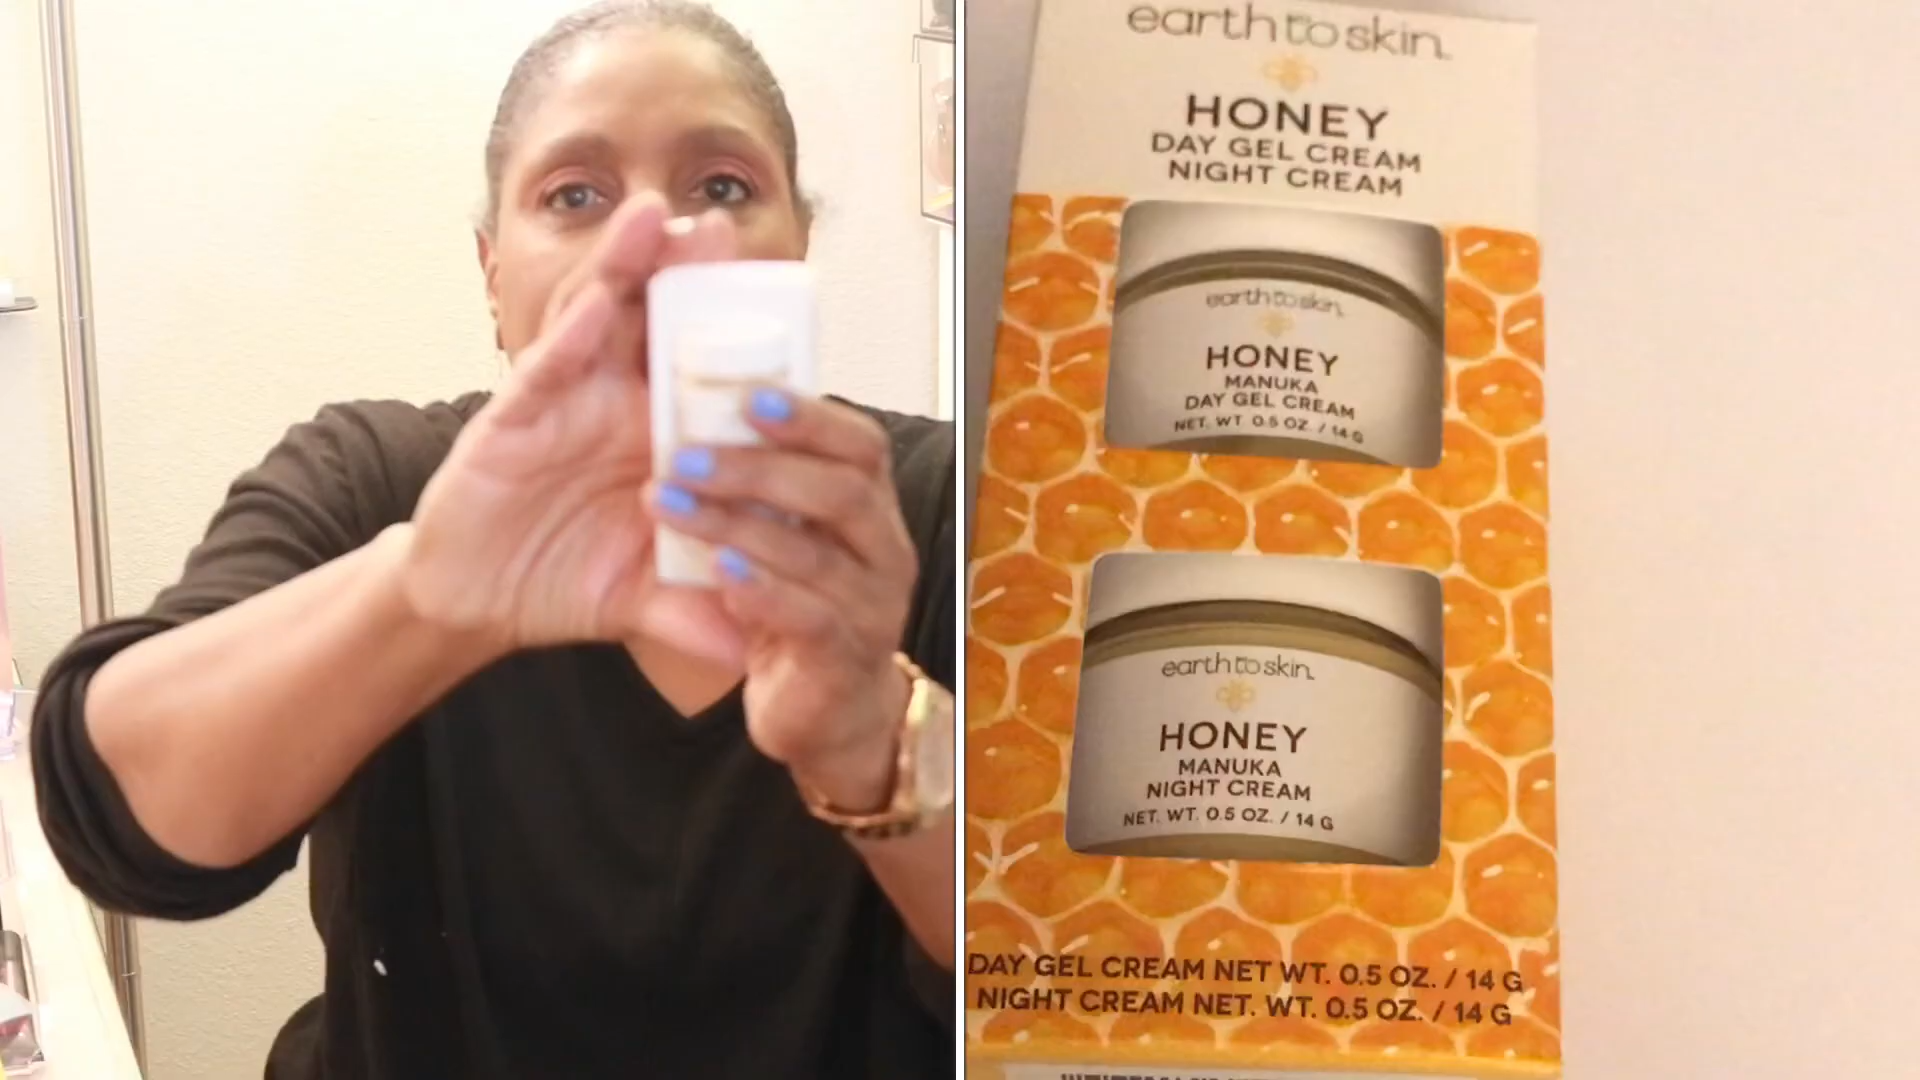 earth to skin.
HONEY
DAY GEL CREAM
NIGHT CREAM
earth to skin.
HONEY
MANUKA
DAY GEL CREAM
NET. WT. 0.5 OZ. / 14 G
earth to skin.
HONEY
MANUKA
NIGHT CREAM
NET. WT. 0.5 OZ. / 14 G
DAY GEL CREAM NET WT. 0.5 OZ. / 14 G
NIGHT CREAM NET. WT. 0.5 OZ. / 14 G